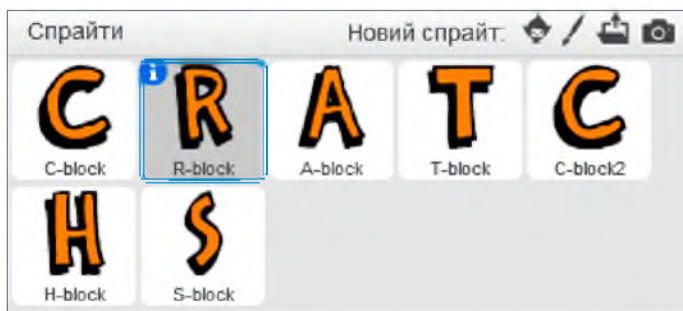 Спрайти Новий спрайт:
C R A T C
C-block R-block A-block T-block C-block2
H S
H-block S-block